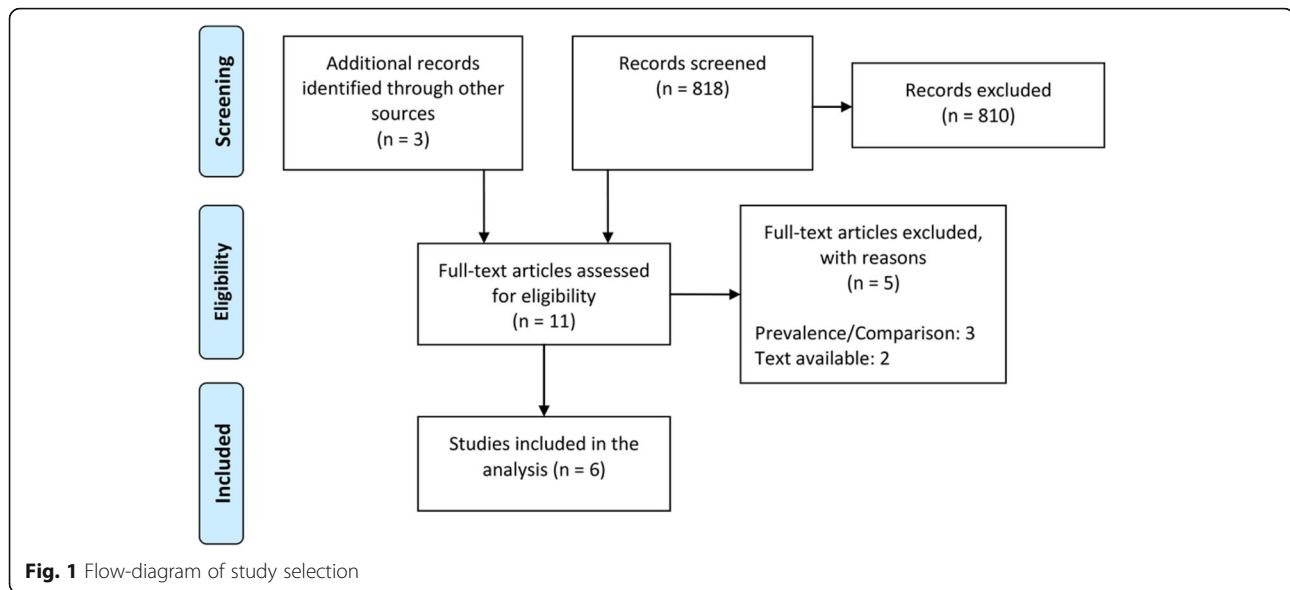 Screening
Additional records
identified through other
sources
(n = 3)
Records screened
(n = 818)
Records excluded
(n = 810)
Eligibility
Full-text articles assessed
for eligibility
(n = 11)
Full-text articles excluded,
with reasons
(n = 5)
Prevalence/Comparison: 3
Text available: 2
Included
Studies included in the
analysis (n = 6)
Fig. 1 Flow-diagram of study selection